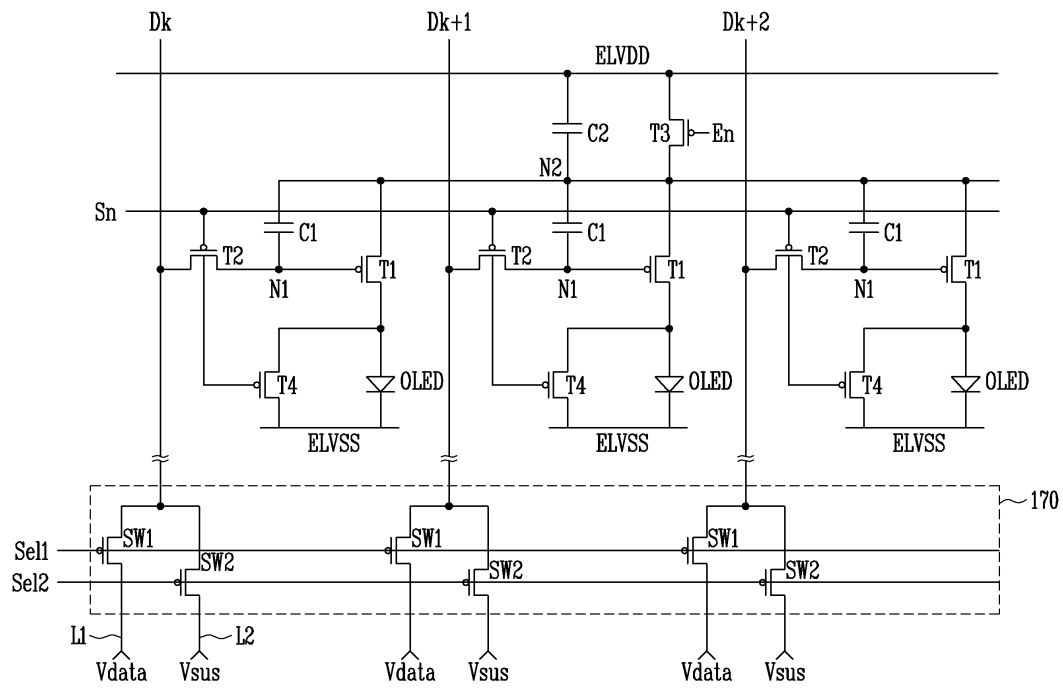 Dk Dk+1 Dk+2
ELVDD
C2 T3 En
N2
Sn
C1 C1 C1
T2 T1 T2 T1 T2 T1
N1 N1 N1
T4 OLED T4 OLED T4 OLED
ELVSS ELVSS ELVSS
170
Sel1 SW1 SW1 SW1
Sel2 SW2 SW2 SW2
L1 L2
Vdata Vsus Vdata Vsus Vdata Vsus